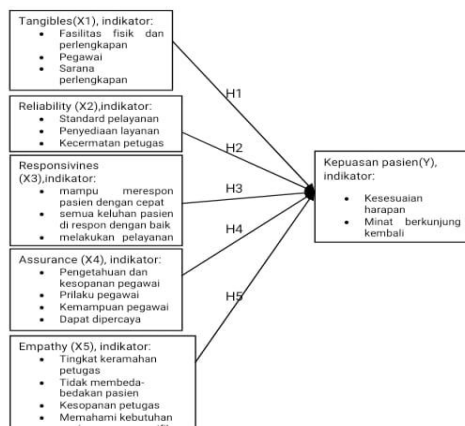 Tangibles(X1), indikator:
• Fasilitas fisik dan
perlengkapan
• Pegawai
• Sarana
perlengkapan
Reliability (X2),indikator:
• Standard pelayanan
• Penyediaan layanan
• Kecermatan petugas
Responsivines
(X3),indikator:
• mampu merespon
pasien dengan cepat
• semua keluhan pasien
di respon dengan baik
• melakukan pelayanan
Assurance (X4), indikator:
• Pengetahuan dan
kesopanan pegawai
• Prilaku pegawai
• Kemampuan pegawai
• Dapat dipercaya
Empathy (X5), indikator:
• Tingkat keramahan
petugas
• Tidak membeda-
bedakan pasien
• Kesopanan petugas
• Memahami kebutuhan
H1
H2
H3
H4
H5
Kepuasan pasien(Y),
indikator:
• Kesesuaian
harapan
• Minat berkunjung
kembali